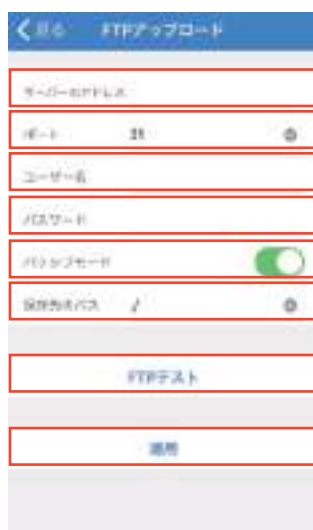 戻る FTPアップロード
サーバーのアドレス
ポート 21
ユーザー名
パスワード
パッシブモード
保存先のパス /
FTPテスト
適用